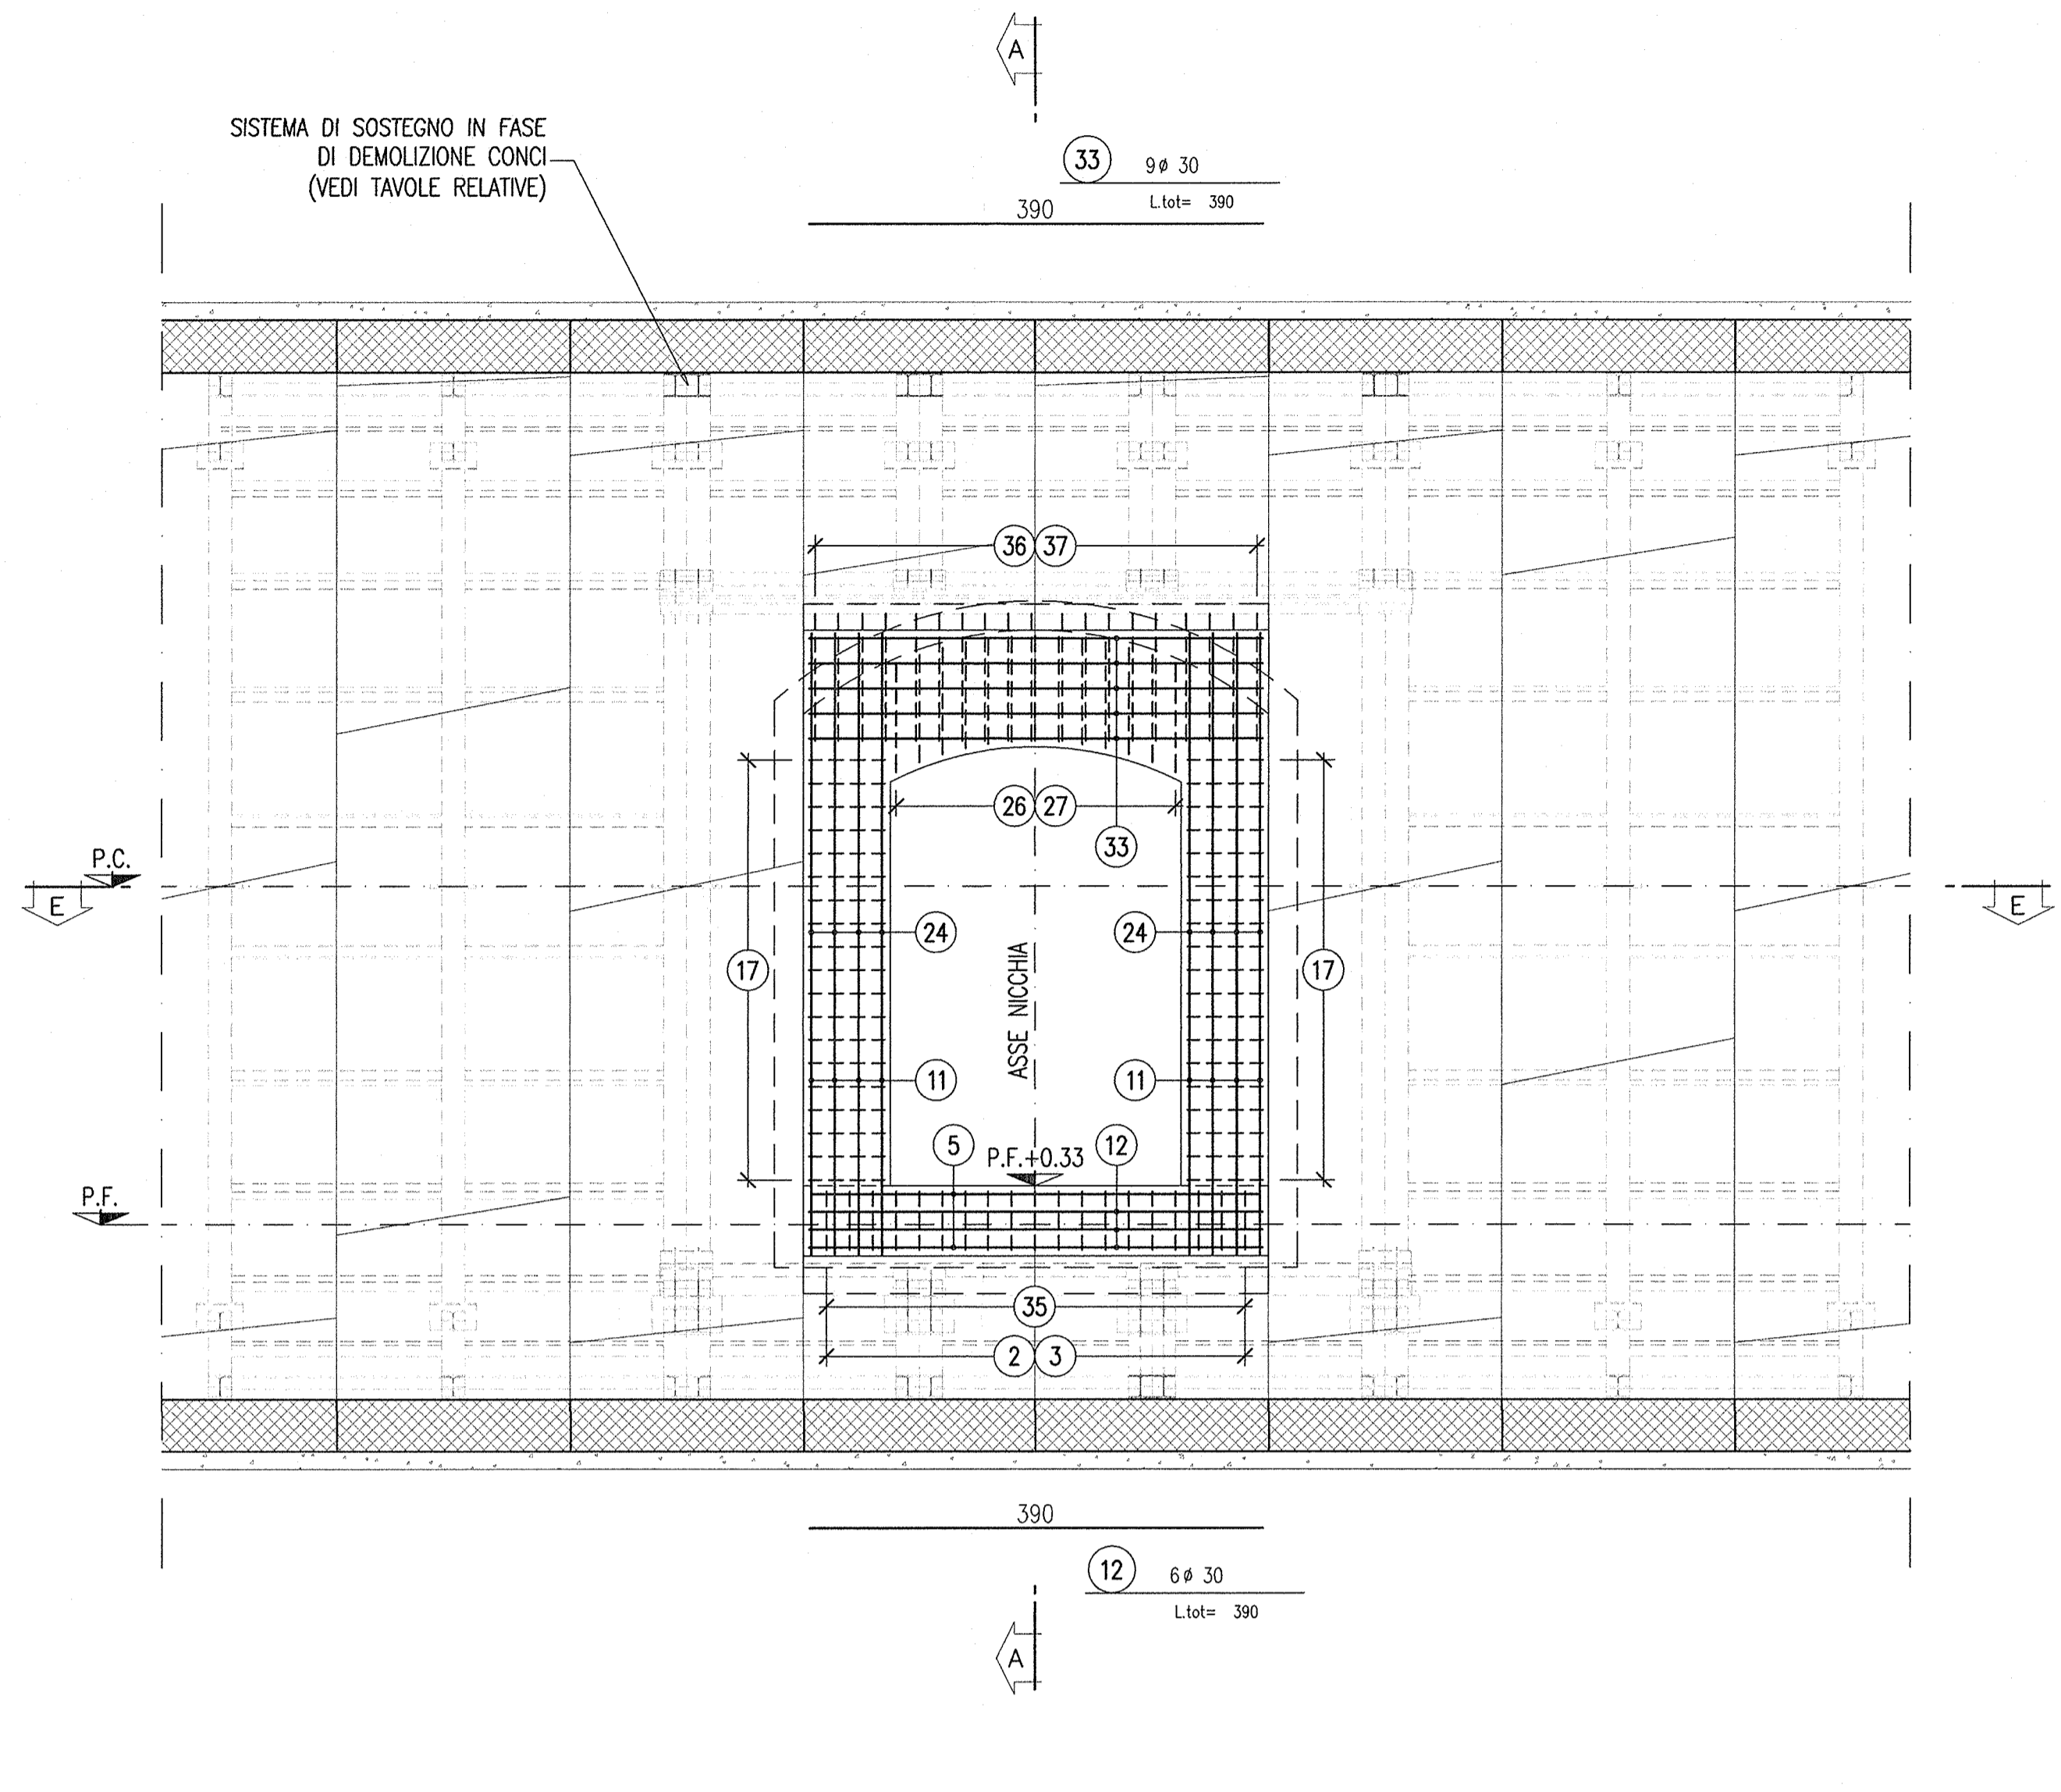 A
SISTEMA DI SOSTEGNO IN FASE
DI DEMOLIZIONE CONCI
(VEDI TAVOLE RELATIVE)
33 9ø 30
L.tot= 390
390
36 37
26 27
33
P.C.
E
E
24
24
17
17
ASSE NICCHIA
11
11
5
12
P.F.+0.33
P.F.
35
2 3
390
12 6ø 30
L.tot= 390
A